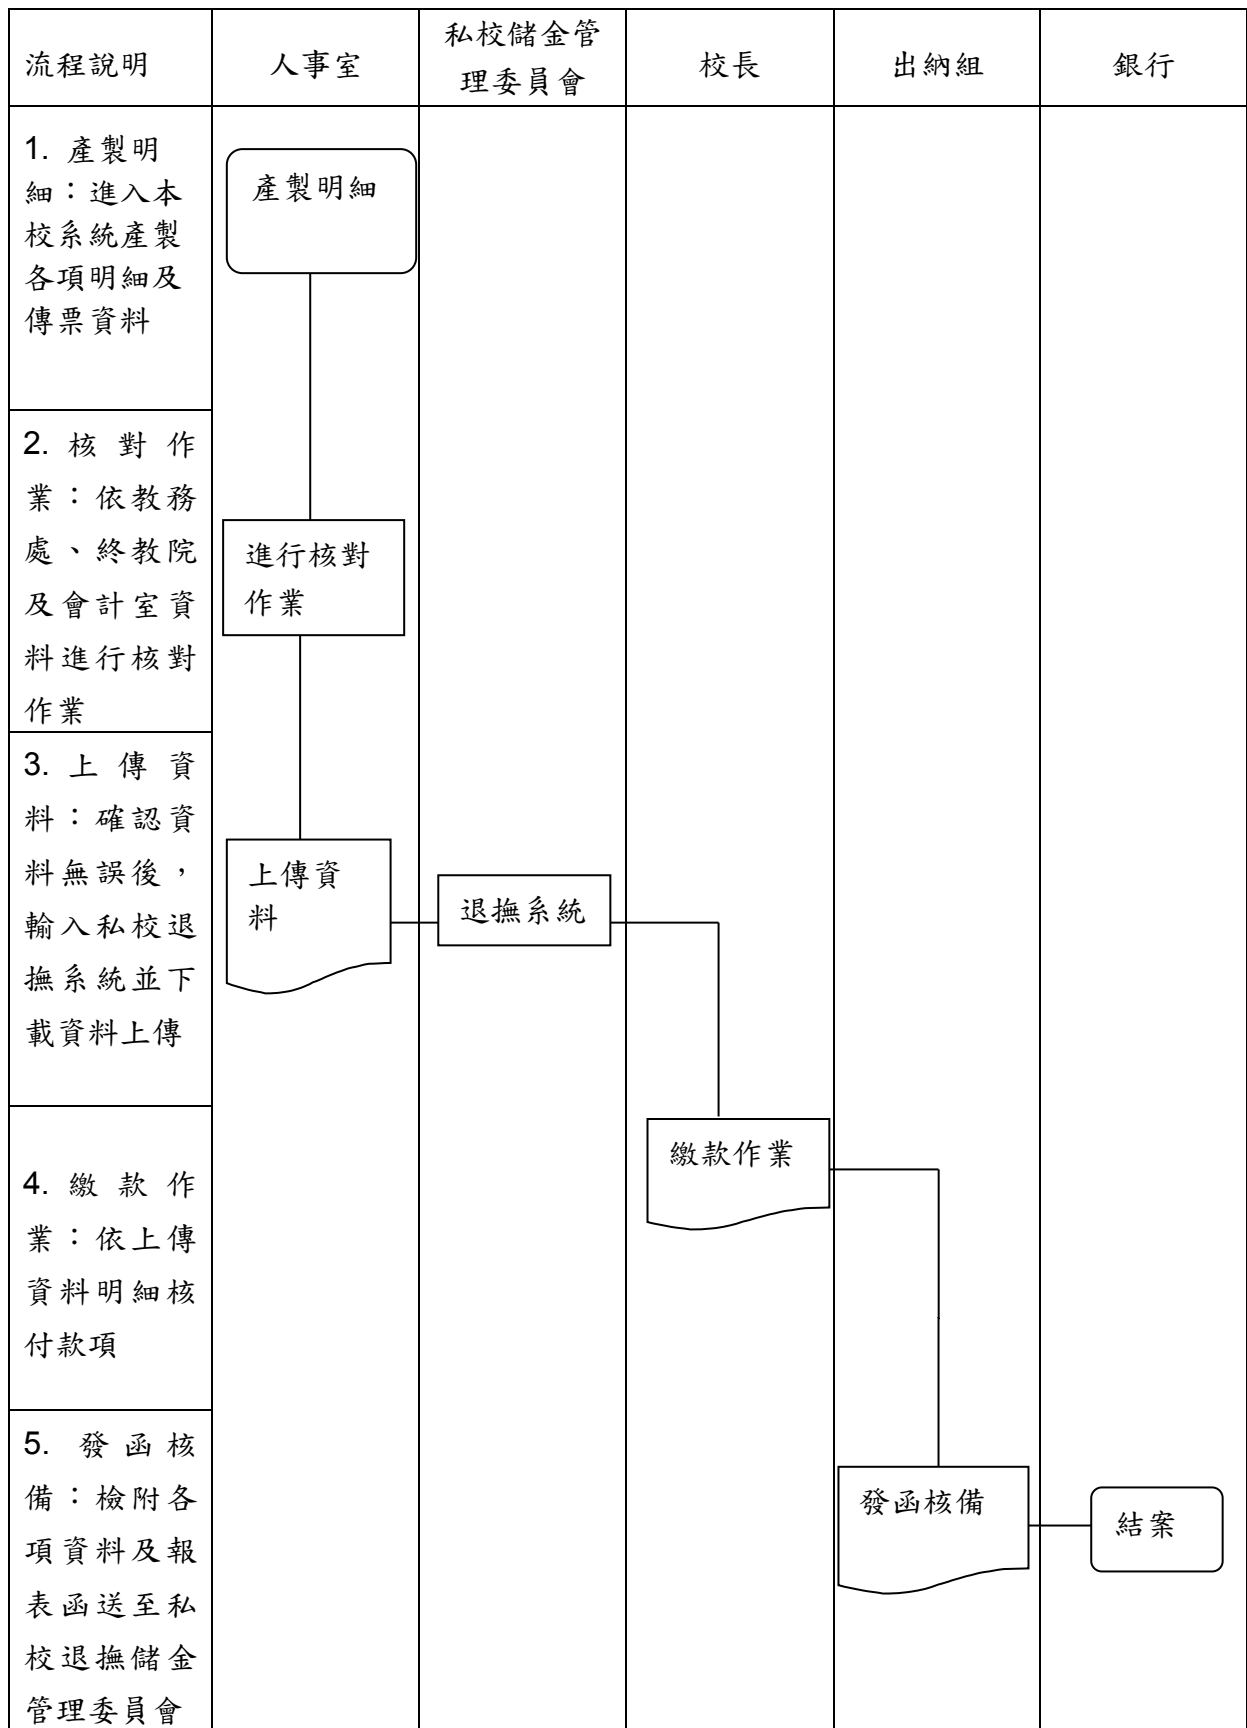 流程說明
人事室
私校儲金管
理委員會
校長
出納組
銀行
1. 產製明
細：進入本
校系統產製
各項明細及
傳票資料
產製明細
2. 核對作
業：依教務
處、終教院
及會計室資
料進行核對
作業
進行核對
作業
3. 上傳資
料：確認資
料無誤後，
輸入私校退
撫系統並下
載資料上傳
上傳資
料
退撫系統
4. 繳款作
業：依上傳
資料明細核
付款項
繳款作業
5. 發函核
備：檢附各
項資料及報
表函送至私
校退撫儲金
管理委員會
發函核備
結案